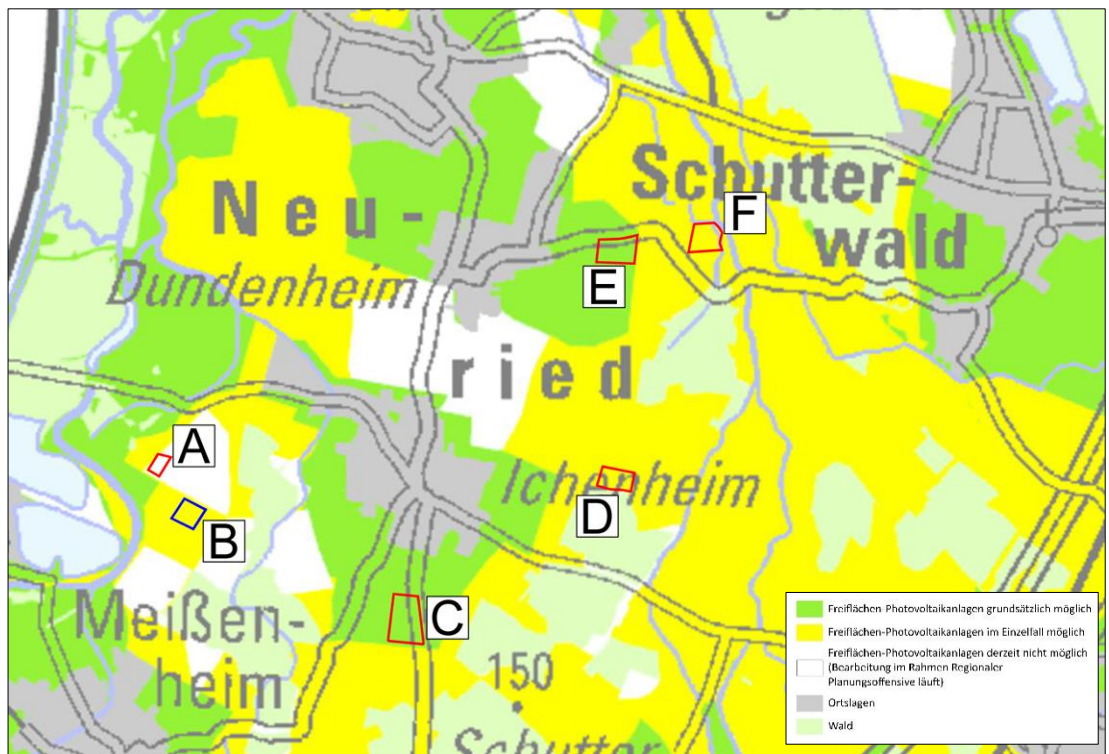 Schutter-
wald
Neu-
Dundenheim
ried
Ichenheim
Meißen-
heim
150
Schutter
A
B
C
D
E
F
Freiflächen-Photovoltaikanlagen grundsätzlich möglich
Freiflächen-Photovoltaikanlagen im Einzelfall möglich
Freiflächen-Photovoltaikanlagen derzeit nicht möglich
(Bearbeitung im Rahmen Regionaler
Planungsoffensive läuft)
Ortslagen
Wald